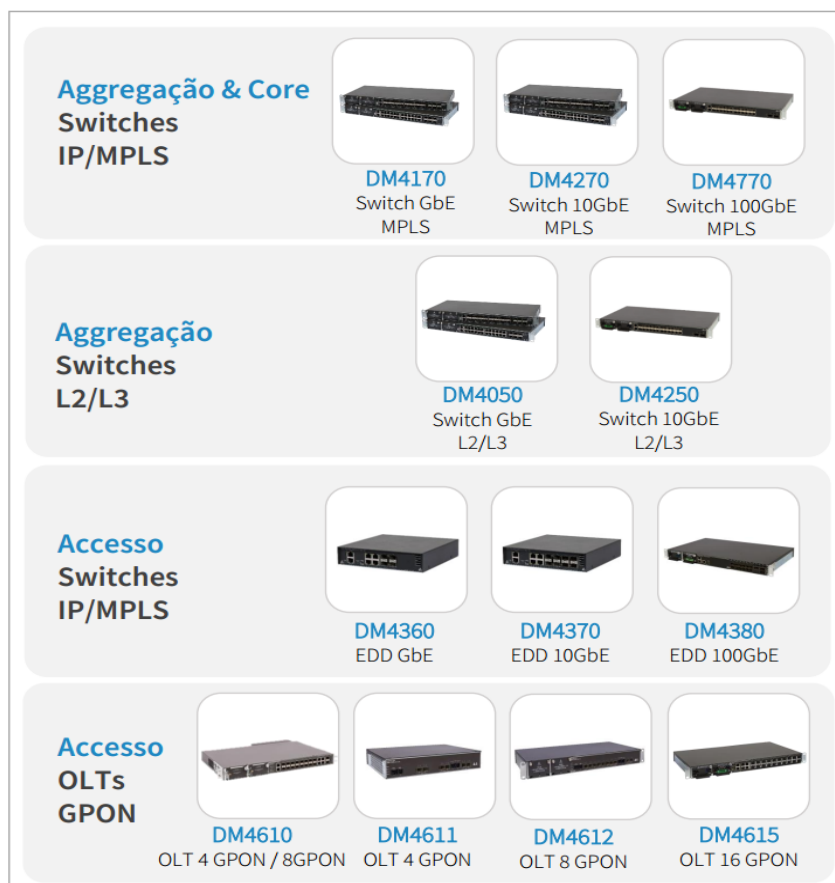 Aggregação & Core
Switches
IP/MPLS
DM4170
Switch GbE
MPLS
DM4270
Switch 10GbE
MPLS
DM4770
Switch 100GbE
MPLS
Aggregação
Switches
L2/L3
DM4050
Switch GbE
L2/L3
DM4250
Switch 10GbE
L2/L3
Accesso
Switches
IP/MPLS
DM4360
EDD GbE
DM4370
EDD 10GbE
DM4380
EDD 100GbE
Accesso
OLTs
GPON
DM4610
OLT 4 GPON / 8GPON
DM4611
OLT 4 GPON
DM4612
OLT 8 GPON
DM4615
OLT 16 GPON